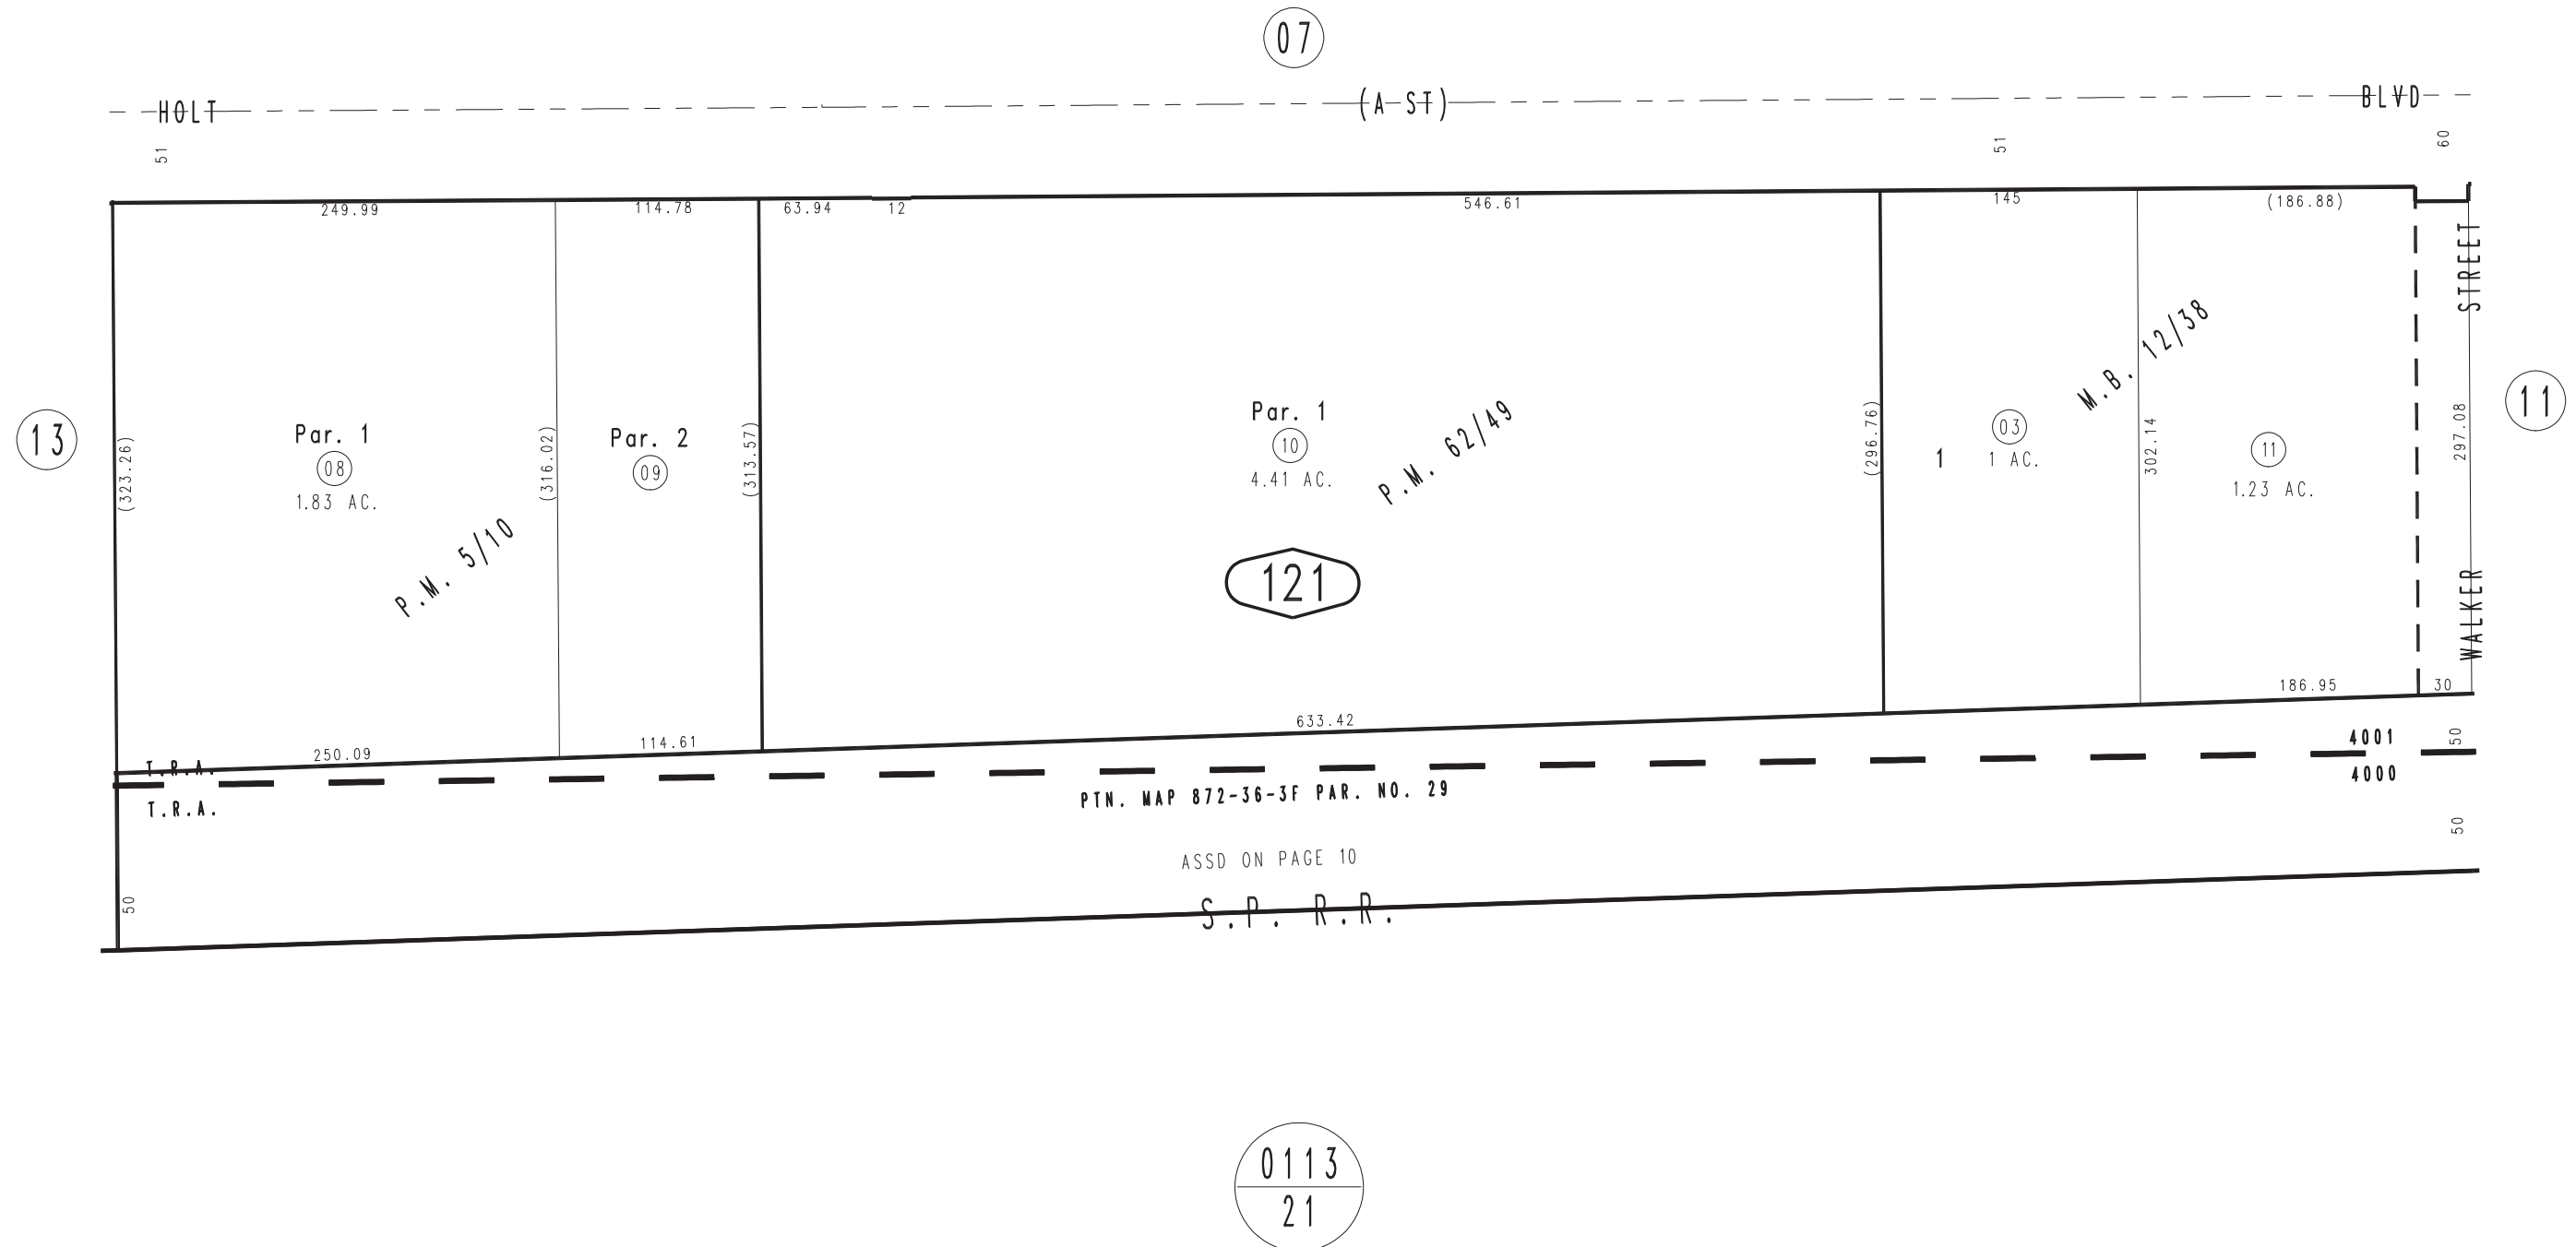 07
HOLT (A ST) BLVD
51 51 60
249.99 114.78 63.94 12 546.61 145 (186.88)
STREET
WALKER
13
11
(323.26)
Par. 1
08
1.83 AC.
P.M. 5/10
(316.02)
Par. 2
09
(313.57)
Par. 1
10
4.41 AC.
P.M. 62/49
121
(296.76)
1
03
1 AC.
M.B. 12/38
302.14
11
1.23 AC.
297.08
250.09 114.61 633.42 186.95 30
T.R.A. 4001 50
T.R.A. 4000
PTN. MAP 872-36-3F PAR. NO. 29
50
ASSD ON PAGE 10
50
S.P. R.R.
0113
21